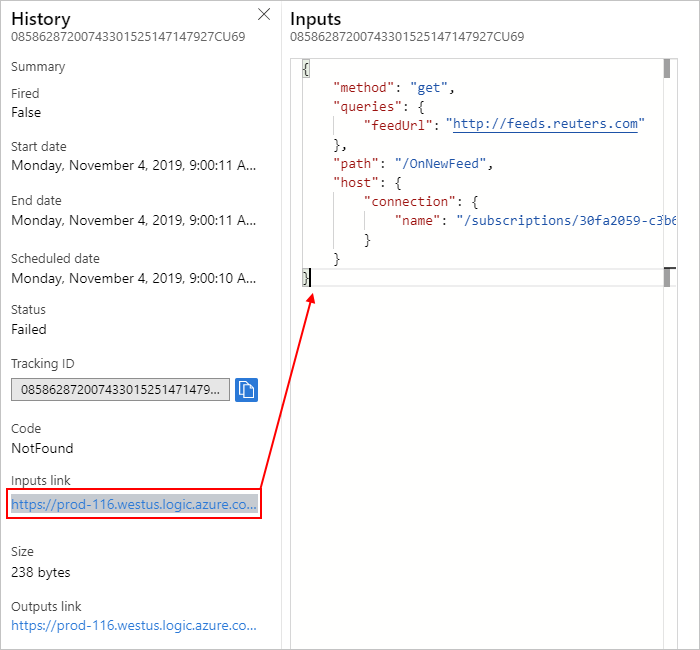 History
08586287200743301525147147927CU69
Summary
Fired
False
Start date
Monday, November 4, 2019, 9:00:11 A...
End date
Monday, November 4, 2019, 9:00:11 A...
Scheduled date
Monday, November 4, 2019, 9:00:10 A...
Status
Failed
Tracking ID
085862872007433015251471479...
Code
NotFound
Inputs link
https://prod-116.westus.logic.azure.co...
Size
238 bytes
Outputs link
https://prod-116.westus.logic.azure.co...
Inputs
08586287200743301525147147927CU69
{
"method": "get",
"queries": {
"feedUrl": "http://feeds.reuters.com"
},
"path": "/OnNewFeed",
"host": {
"connection": {
"name": "/subscriptions/30fa2059-c3b6
}
}
}